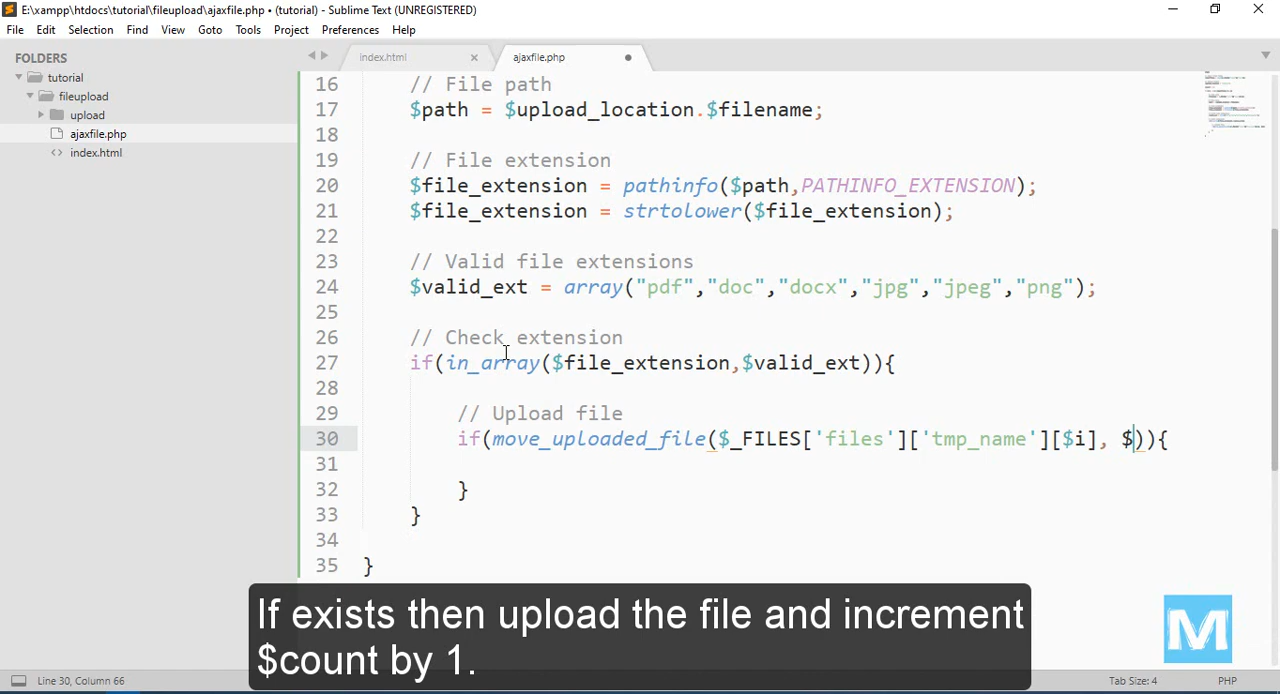 E:\xampp\htdocs\tutorial\fileupload\ajaxfile.php • (tutorial) - Sublime Text (UNREGISTERED)
File Edit Selection Find View Goto Tools Project Preferences Help
FOLDERS
tutorial
fileupload
upload
ajaxfile.php
index.html
index.html
ajaxfile.php
16 // File path
17 $path = $upload_location.$filename;
18
19 // File extension
20 $file_extension = pathinfo($path,PATHINFO_EXTENSION);
21 $file_extension = strtolower($file_extension);
22
23 // Valid file extensions
24 $valid_ext = array("pdf","doc","docx","jpg","jpeg","png");
25
26 // Check extension
27 if(in_array($file_extension,$valid_ext)){
28
29 // Upload file
30 if(move_uploaded_file($_FILES['files']['tmp_name'][$i], $)){
31
32 }
33 }
34
35 }
If exists then upload the file and increment
$count by 1.
M
Line 30, Column 66
Tab Size: 4
PHP